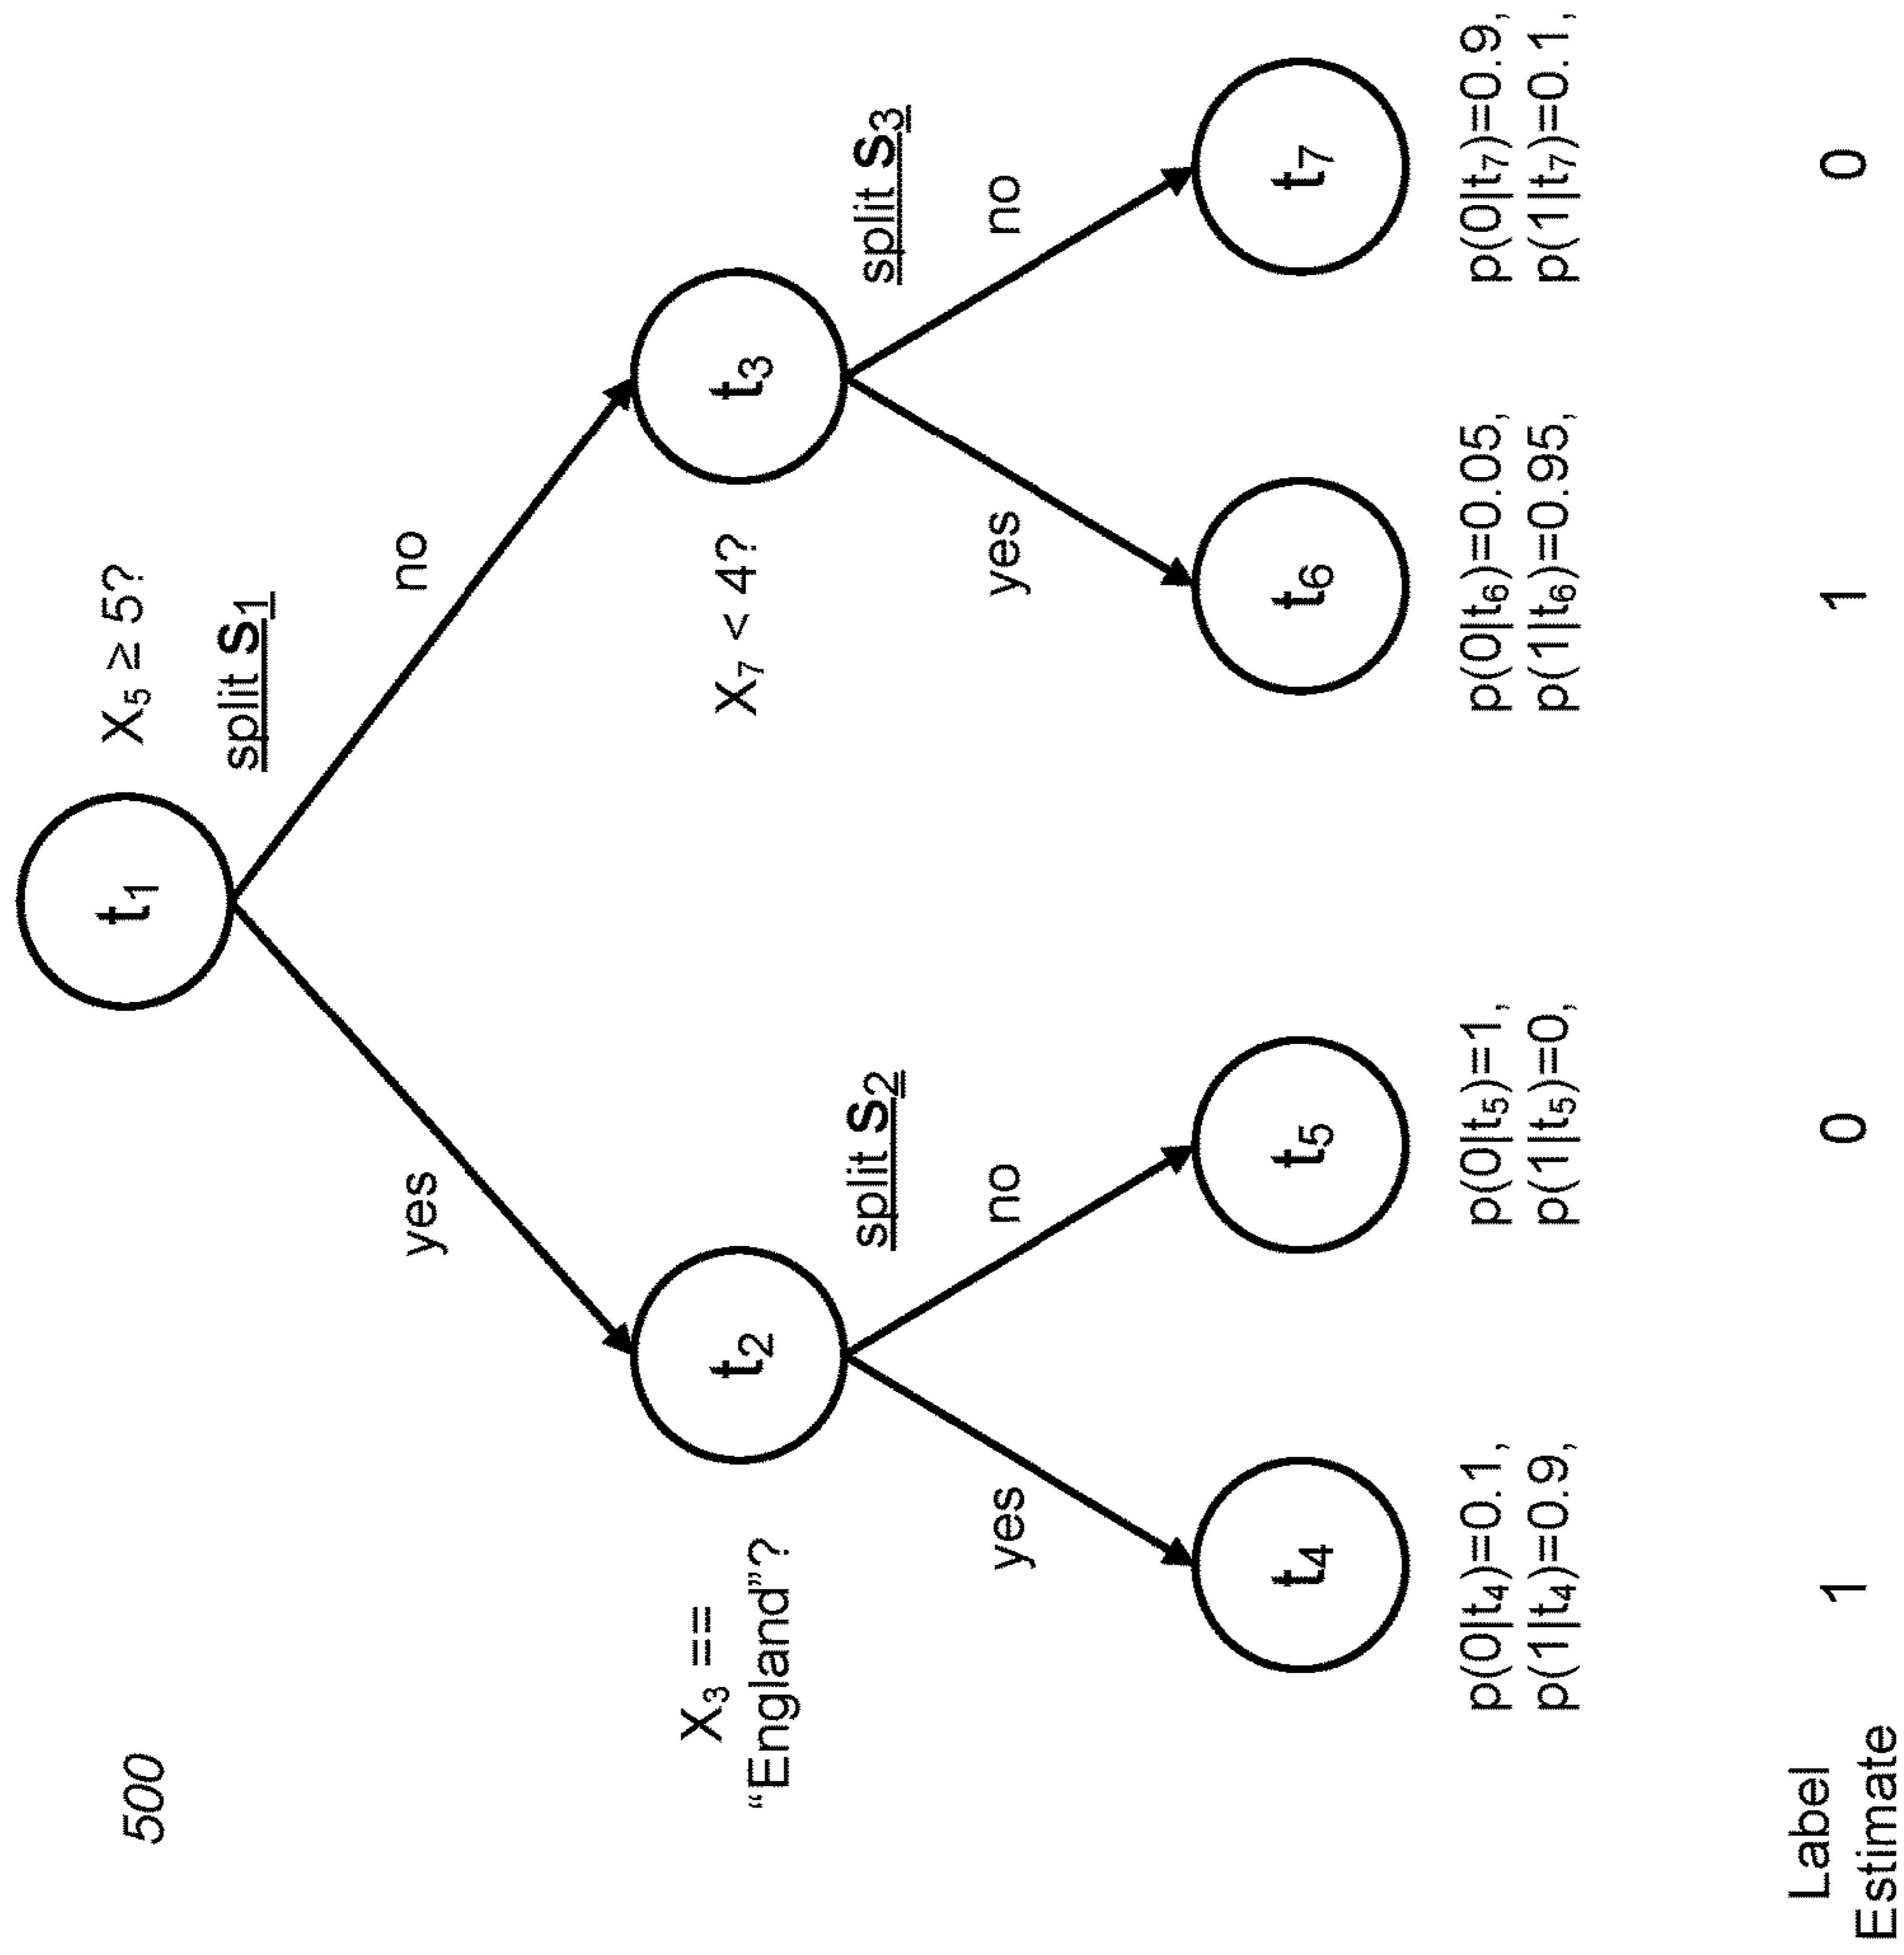 500
t₁
X₅ ≥ 5?
split S₁
yes
no
X₃ ==
“England”?
t₂
X₇ < 4?
t₃
split S₂
split S₃
yes
no
yes
no
t₄
t₅
t₆
t₇
p(0|t₄)=0.1,
p(1|t₄)=0.9,
p(0|t₅)=1,
p(1|t₅)=0,
p(0|t₆)=0.05,
p(1|t₆)=0.95,
p(0|t₇)=0.9,
p(1|t₇)=0.1,
Label
Estimate
1
0
1
0